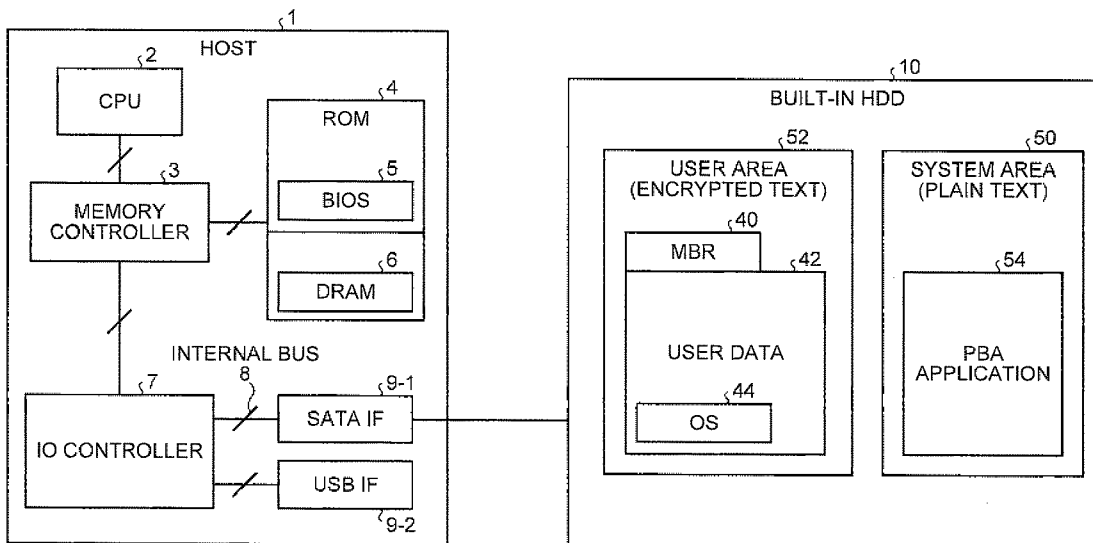 1
HOST
2
CPU
3
MEMORY
CONTROLLER
4
ROM
5
BIOS
6
DRAM
INTERNAL BUS
7
IO CONTROLLER
8
9-1
SATA IF
USB IF
9-2
10
BUILT-IN HDD
52
USER AREA
(ENCRYPTED TEXT)
40
MBR
42
USER DATA
44
OS
50
SYSTEM AREA
(PLAIN TEXT)
54
PBA
APPLICATION